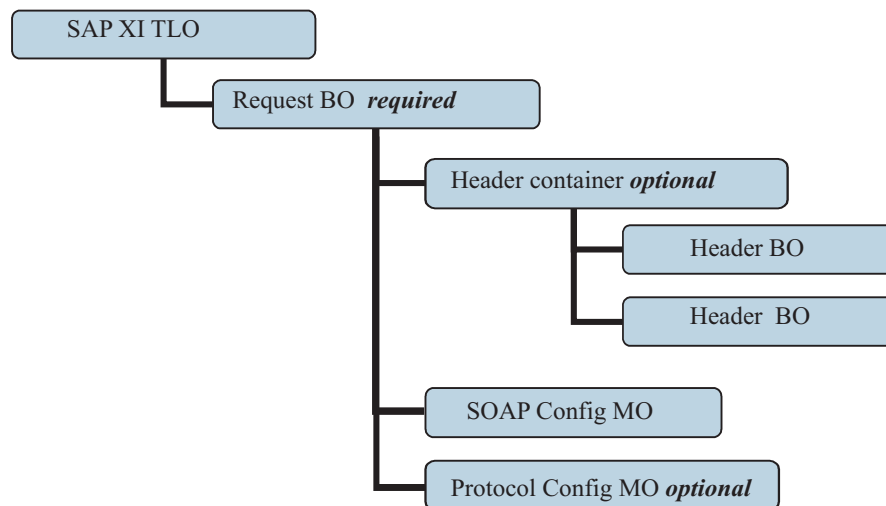 SAP XI TLO
Request BO required
Header container optional
Header BO
Header BO
SOAP Config MO
Protocol Config MO optional